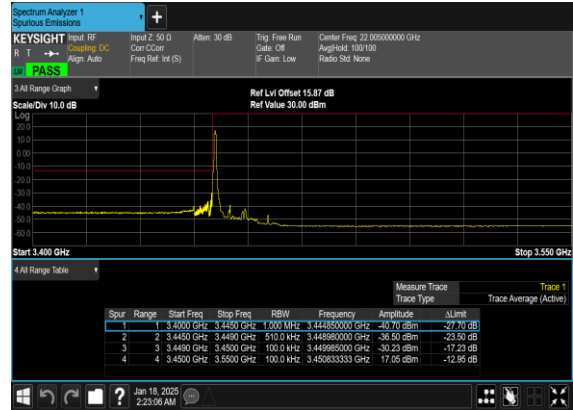 Spectrum Analyzer 1
Spurious Emissions
KEYSIGHT Input: RF Input Z: 50 Ω Atten: 30 dB Trig: Free Run Center Freq: 22.005000000 GHz
R T Coupling: DC Corr CCorr Gate: Off Avg|Hold: 100/100
Align: Auto Freq Ref: Int (S) IF Gain: Low Radio Std: None
PASS
3 All Range Graph
Ref Lvl Offset 15.87 dB
Scale/Div 10.0 dB Ref Value 30.00 dBm
Log
20.0
10.0
0.00
-10.0
-20.0
-30.0
-40.0
-50.0
-60.0
Start 3.400 GHz Stop 3.550 GHz
4 All Range Table
Measure Trace Trace 1
Trace Type Trace Average (Active)
Spur Range Start Freq Stop Freq RBW Frequency Amplitude ΔLimit
1 1 3.4000 GHz 3.4450 GHz 1.000 MHz 3.444850000 GHz -40.70 dBm -27.70 dB
2 2 3.4450 GHz 3.4490 GHz 510.0 kHz 3.448980000 GHz -36.50 dBm -23.50 dB
3 3 3.4490 GHz 3.4500 GHz 100.0 kHz 3.449985000 GHz -30.23 dBm -17.23 dB
4 4 3.4500 GHz 3.5500 GHz 100.0 kHz 3.450833333 GHz 17.05 dBm -12.95 dB
? Jan 18, 2025
2:23:06 AM